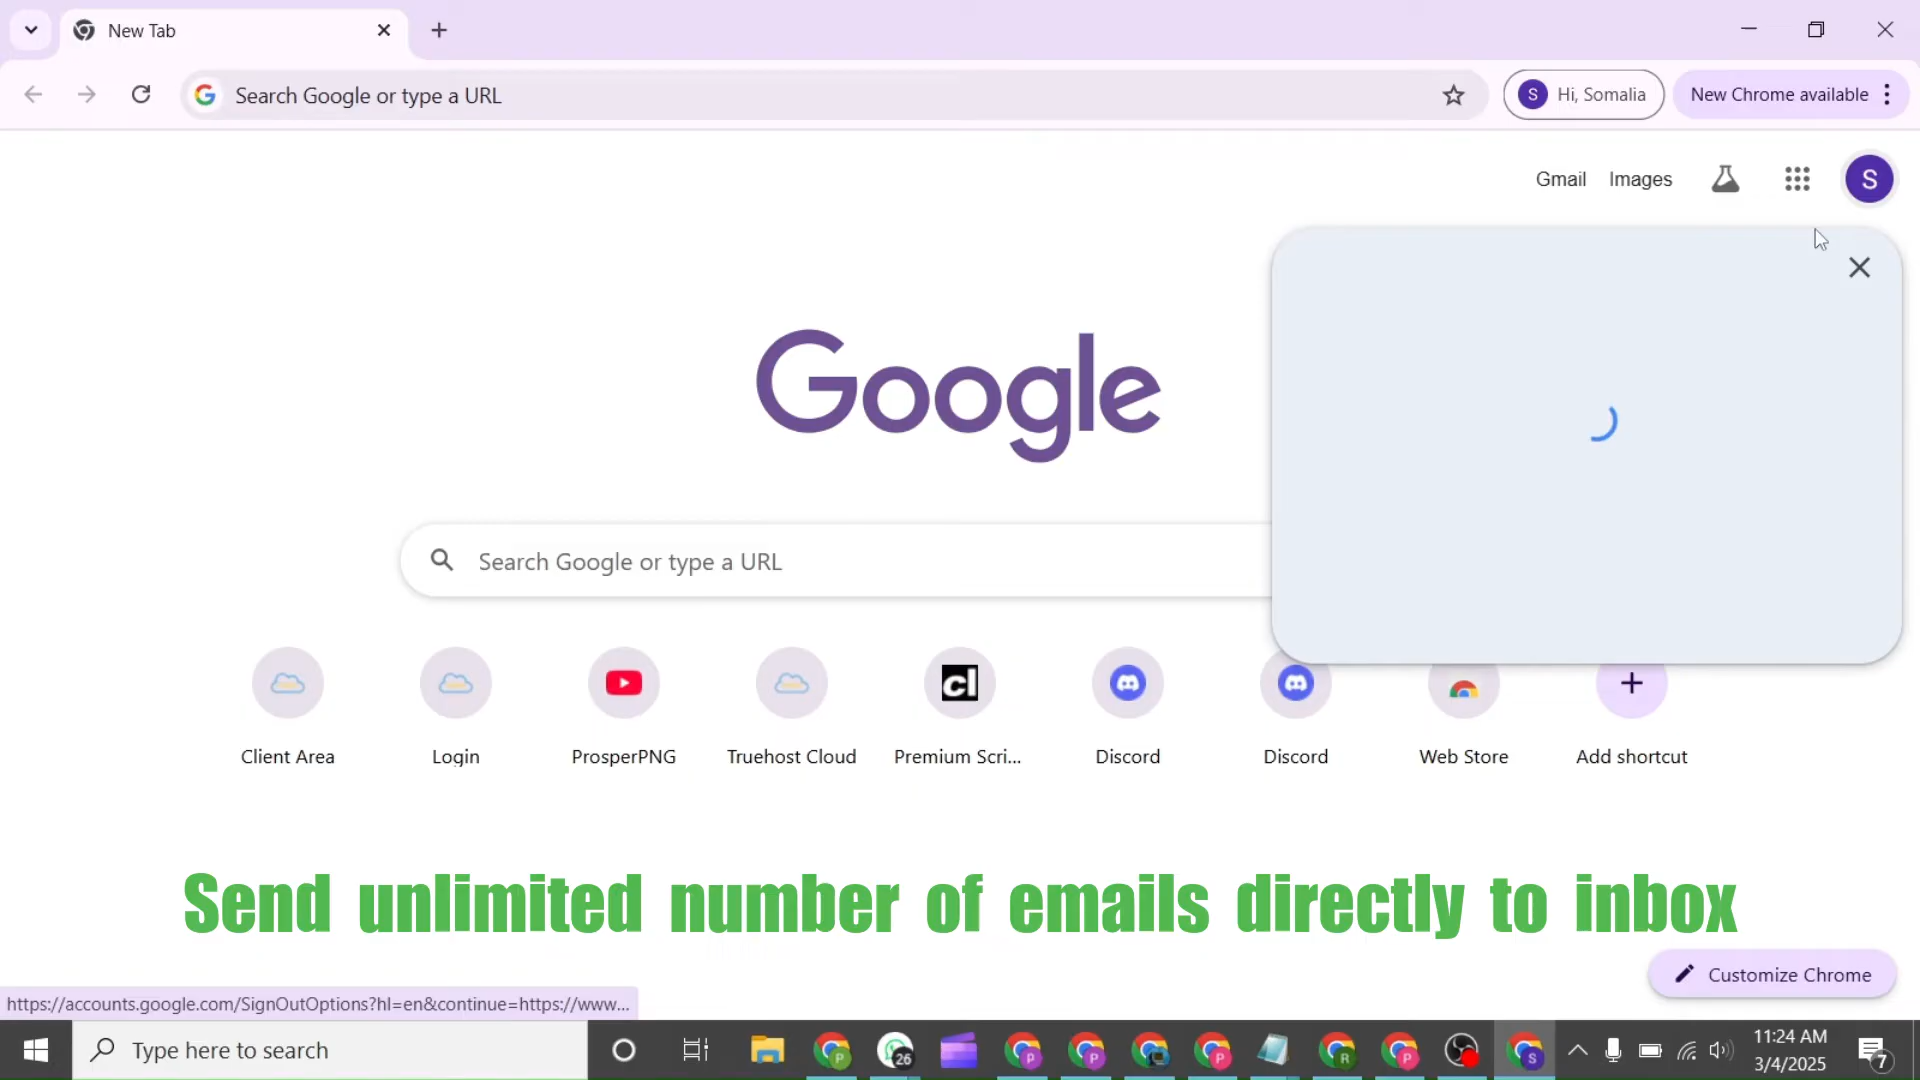 New Tab
Search Google or type a URL
S Hi, Somalia
New Chrome available
Gmail Images
S
Google
Search Google or type a URL
cl
Client Area Login ProsperPNG Truehost Cloud Premium Scri... Discord Discord Web Store Add shortcut
Send unlimited number of emails directly to inbox
Customize Chrome
https://accounts.google.com/SignOutOptions?hl=en&continue=https://www...
Type here to search
P 26 P P P R P S
11:24 AM
3/4/2025
7